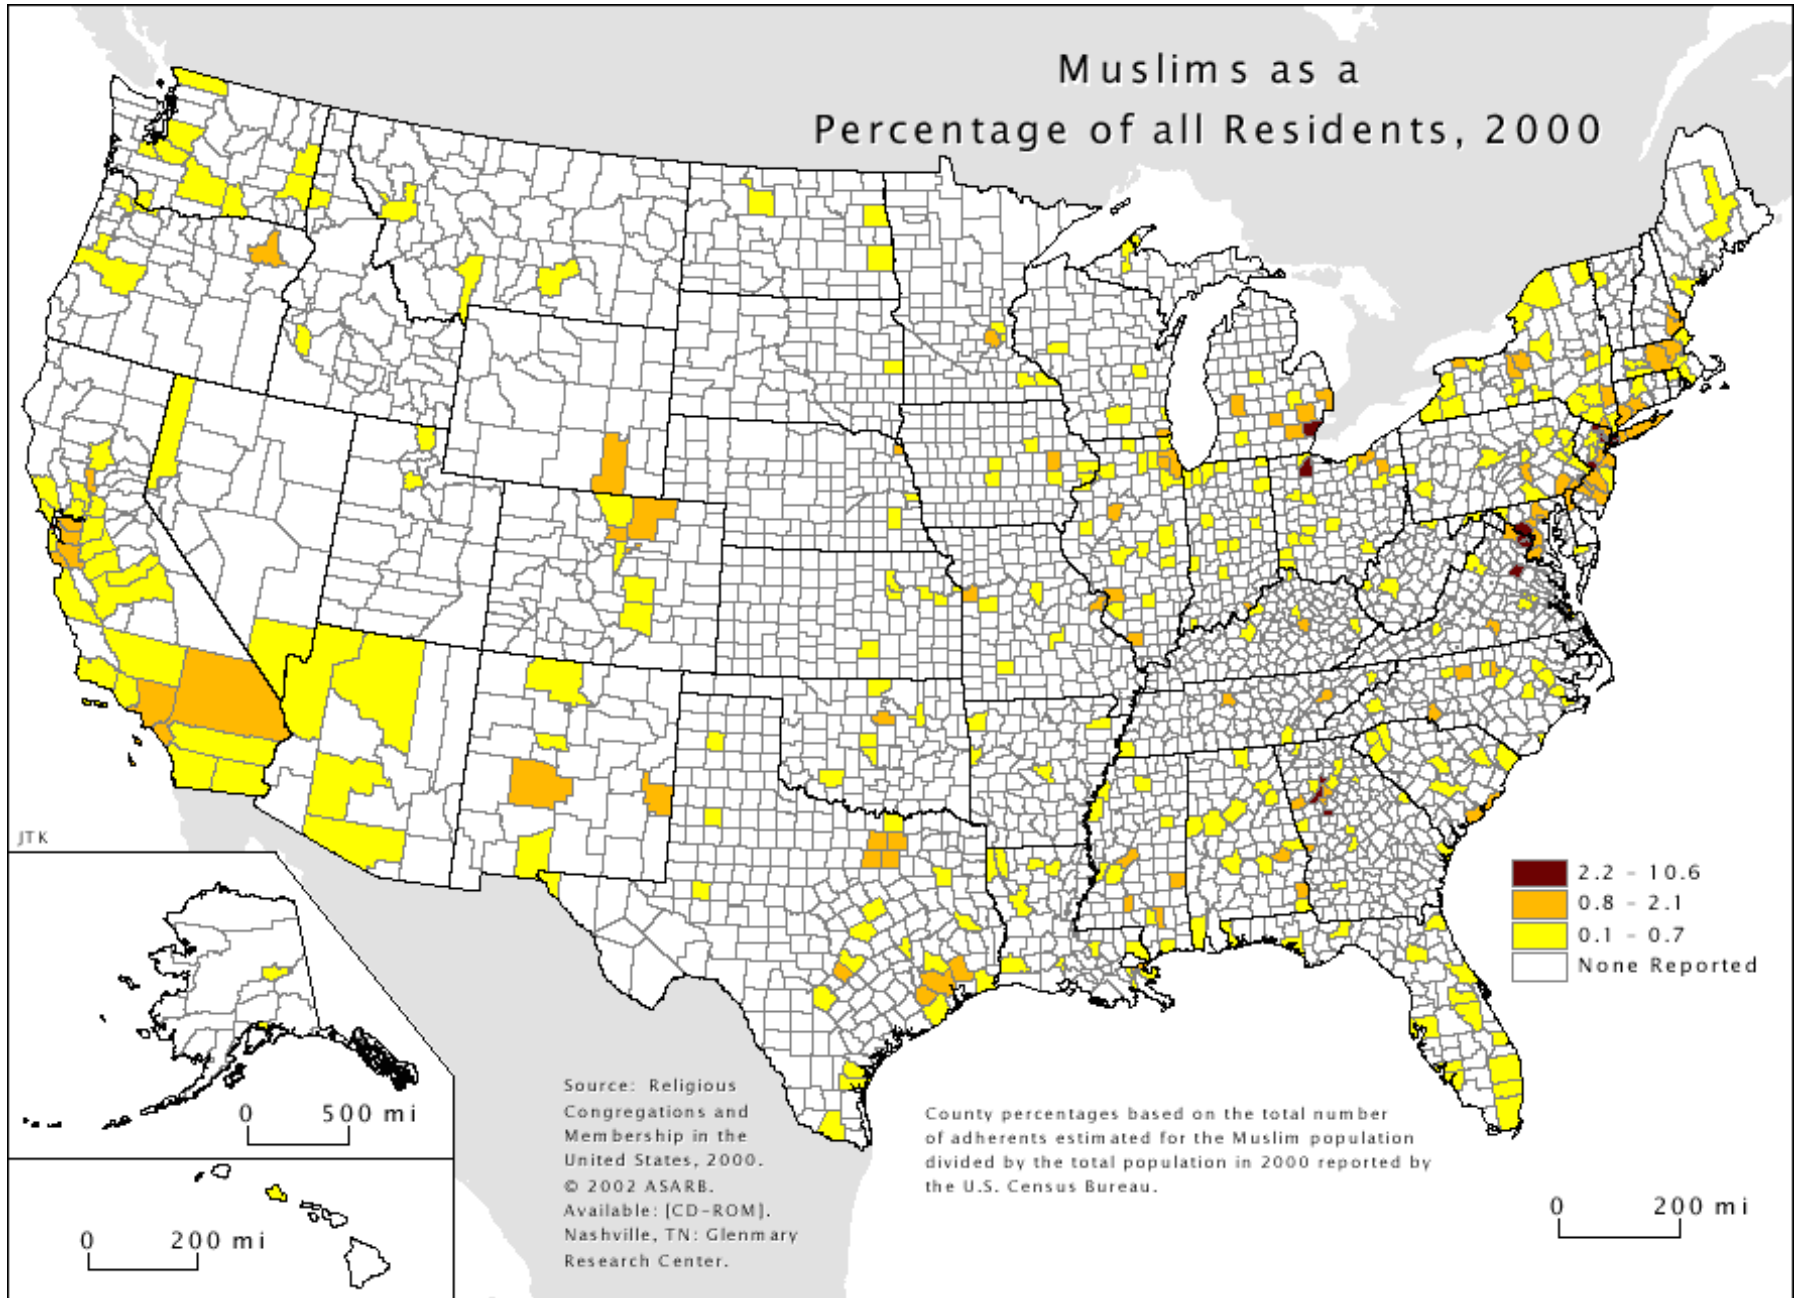 Muslims as a
Percentage of all Residents, 2000
JTK
2.2 - 10.6
0.8 - 2.1
0.1 - 0.7
None Reported
0 500 mi
0 200 mi
Source: Religious
Congregations and
Membership in the
United States, 2000.
© 2002 ASARB.
Available: [CD-ROM].
Nashville, TN: Glenmary
Research Center.
County percentages based on the total number
of adherents estimated for the Muslim population
divided by the total population in 2000 reported by
the U.S. Census Bureau.
0 200 mi